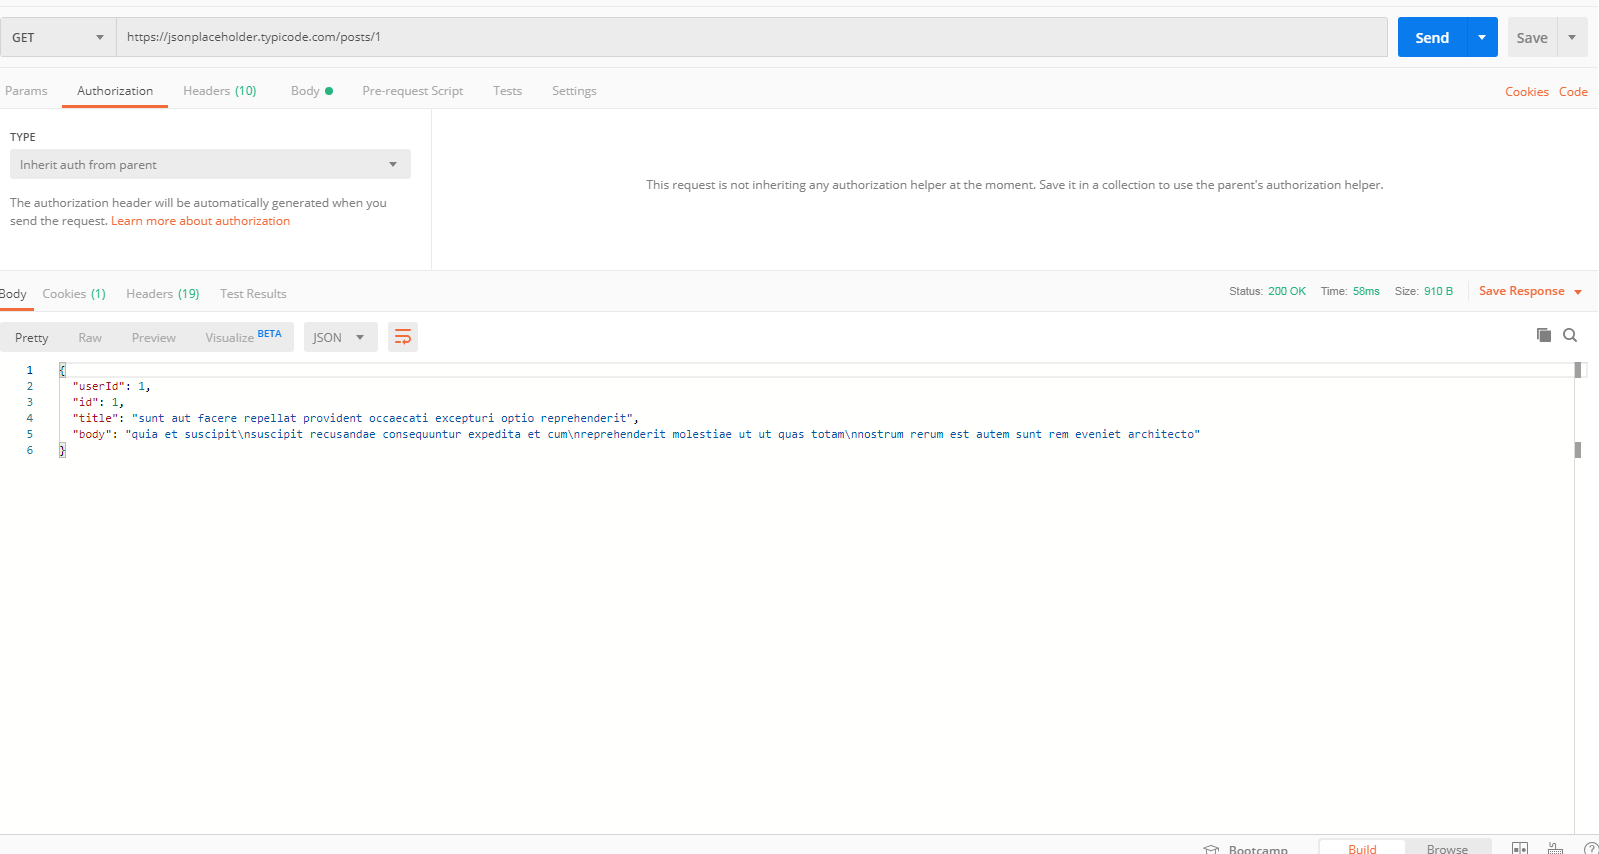 GET https://jsonplaceholder.typicode.com/posts/1 Send Save
Params Authorization Headers (10) Body Pre-request Script Tests Settings Cookies Code
TYPE
Inherit auth from parent
The authorization header will be automatically generated when you
send the request. Learn more about authorization
This request is not inheriting any authorization helper at the moment. Save it in a collection to use the parent's authorization helper.
Body Cookies (1) Headers (19) Test Results Status: 200 OK Time: 58ms Size: 910 B Save Response
Pretty Raw Preview Visualize BETA JSON
1 {
2 "userId": 1,
3 "id": 1,
4 "title": "sunt aut facere repellat provident occaecati excepturi optio reprehenderit",
5 "body": "quia et suscipit\nsuscipit recusandae consequuntur expedita et cum\nreprehenderit molestiae ut ut quas totam\nnostrum rerum est autem sunt rem eveniet architecto"
6 }
Bootcamp Build Browse